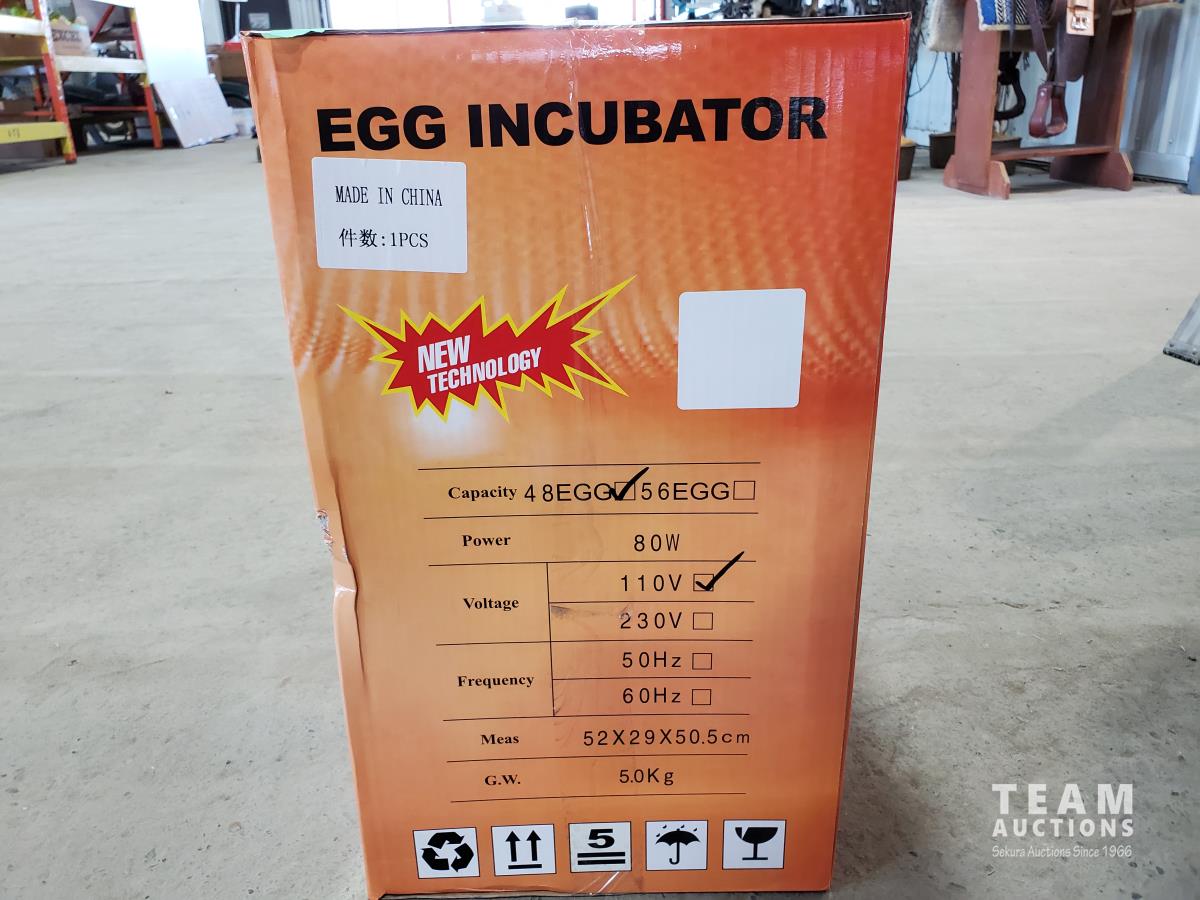 EGG INCUBATOR
MADE IN CHINA
件数:1PCS
NEW
TECHNOLOGY
Capacity 48EGG 56EGG
Power 80W
Voltage
110V
230V
Frequency
50Hz
60Hz
Meas 52X29X50.5cm
G.W. 5.0Kg
5
TEAM
AUCTIONS
Sekura Auctions Since 1966